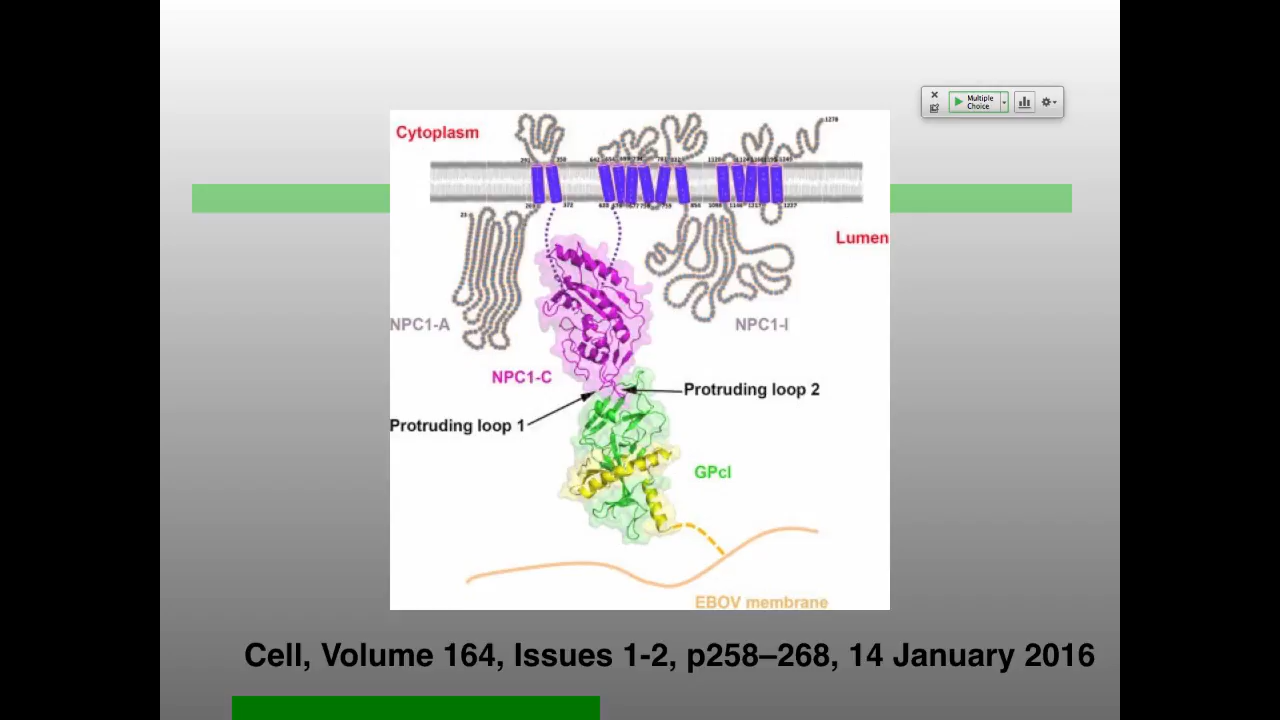 Multiple
Choice
Cytoplasm
1278
Lumen
NPC1-A
NPC1-I
NPC1-C
Protruding loop 2
Protruding loop 1
GPcl
EBOV membrane
Cell, Volume 164, Issues 1-2, p258–268, 14 January 2016